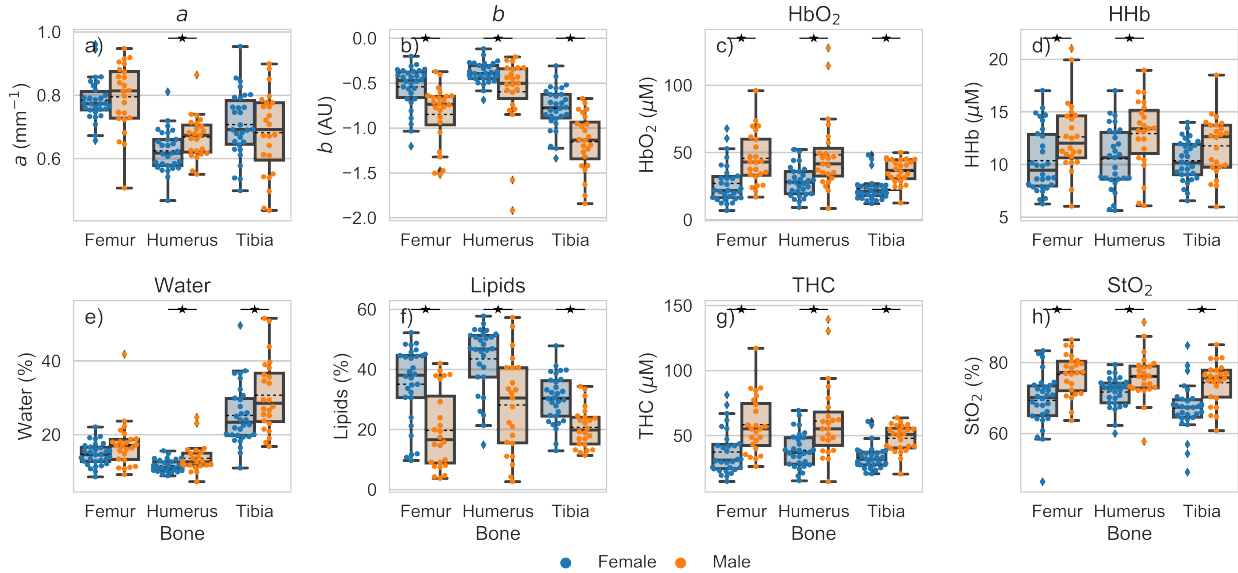 a
b
HbO₂
HHb
a)
b)
c)
d)
a (mm⁻¹)
1.0
0.8
0.6
b (AU)
0.0
−0.5
−1.0
−1.5
−2.0
HbO₂ (μM)
100
50
0
HHb (μM)
20
15
10
5
Femur Humerus Tibia
Femur Humerus Tibia
Femur Humerus Tibia
Femur Humerus Tibia
Water
Lipids
THC
StO₂
e)
f)
g)
h)
Water (%)
40
20
Lipids (%)
60
40
20
0
THC (μM)
150
100
50
0
StO₂ (%)
80
60
Femur Humerus Tibia
Femur Humerus Tibia
Femur Humerus Tibia
Femur Humerus Tibia
Bone
Bone
Bone
Bone
Female Male